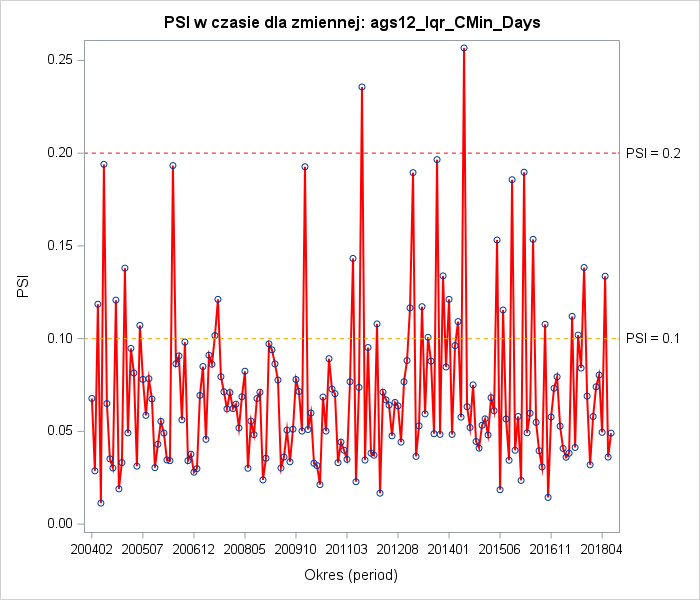 PSI w czasie dla zmiennej: ags12_Iqr_CMin_Days
0.25
0.20
0.15
0.10
0.05
0.00
PSI
PSI = 0.2
PSI = 0.1
200402 200507 200612 200805 200910 201103 201208 201401 201506 201611 201804
Okres (period)